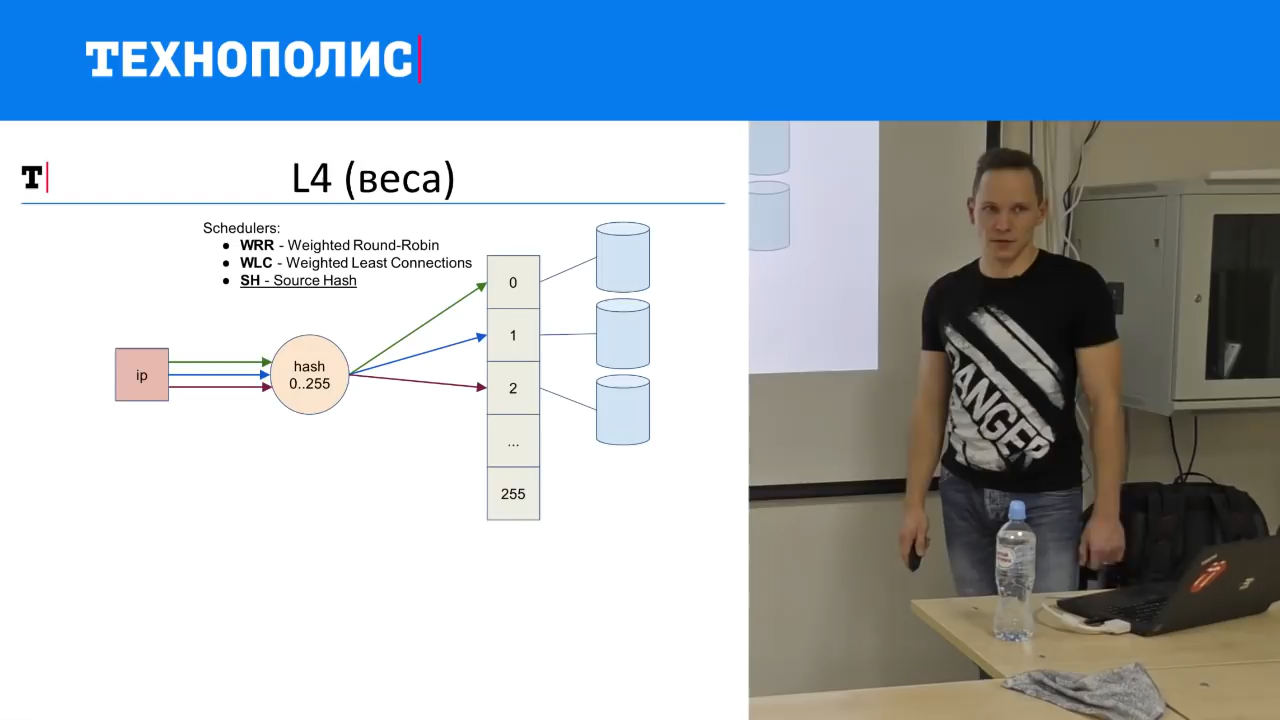 ТЕХНОПОЛИС
Т
L4 (веса)
Schedulers:
● WRR - Weighted Round-Robin
● WLC - Weighted Least Connections
● SH - Source Hash
ip
hash
0..255
0
1
2
...
255
DANGER